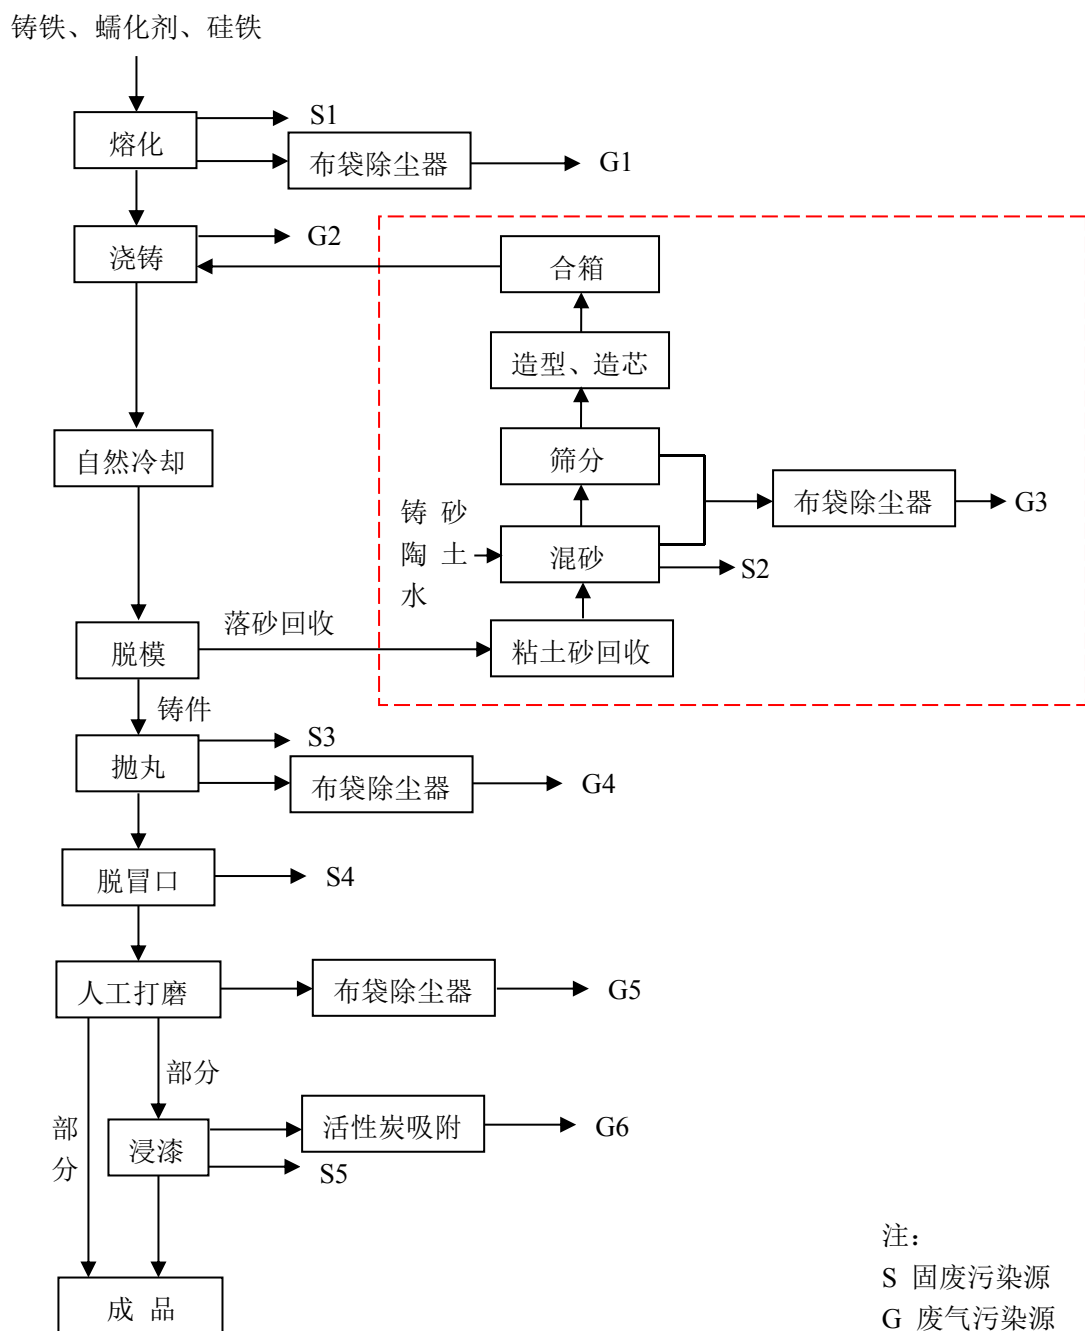 铸铁、蠕化剂、硅铁
S1
熔化
布袋除尘器
G1
G2
浇铸
合箱
造型、造芯
自然冷却
筛分
布袋除尘器
G3
铸 砂
陶 土
水
混砂
S2
落砂回收
脱模
粘土砂回收
铸件
S3
抛丸
布袋除尘器
G4
脱冒口
S4
人工打磨
布袋除尘器
G5
部分
部
分
活性炭吸附
G6
浸漆
S5
成 品
注：
S 固废污染源
G 废气污染源